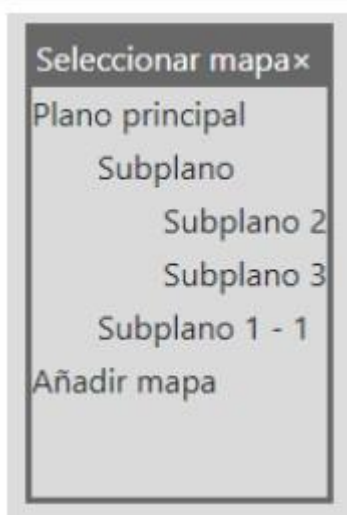 Seleccionar mapa×
Plano principal
Subplano
Subplano 2
Subplano 3
Subplano 1 - 1
Añadir mapa